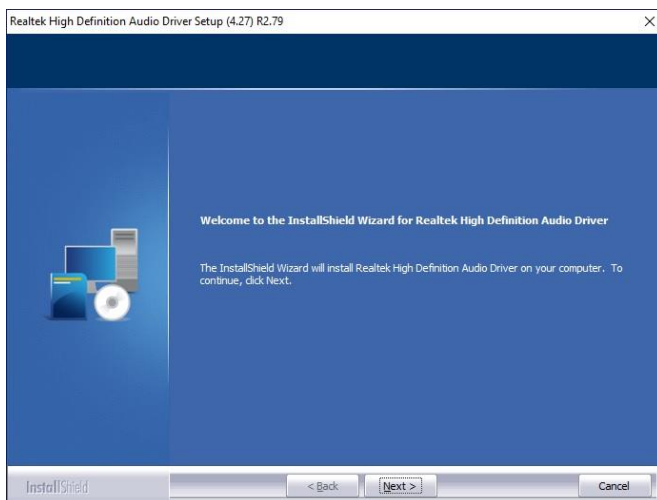 Realtek High Definition Audio Driver Setup (4.27) R2.79
Welcome to the InstallShield Wizard for Realtek High Definition Audio Driver
The InstallShield Wizard will install Realtek High Definition Audio Driver on your computer. To
continue, click Next.
InstallShield
< Back Next > Cancel